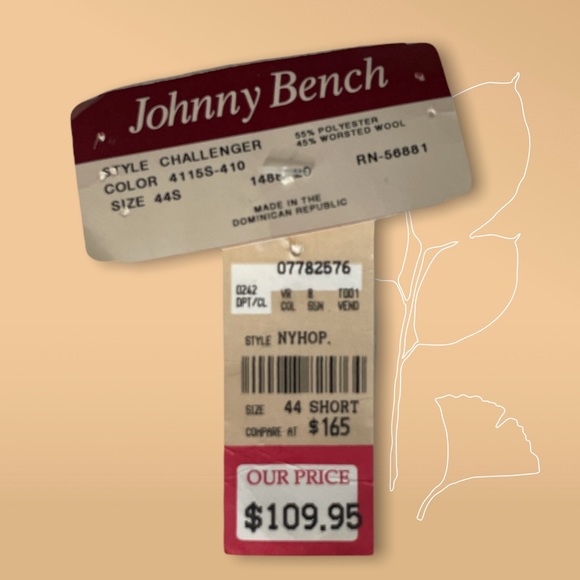 Johnny Bench
STYLE CHALLENGER
55% POLYESTER
45% WORSTED WOOL
COLOR 4115S-410
RN-56881
SIZE 44S
MADE IN THE
DOMINICAN REPUBLIC
07782576
0242 VR 8 T001
DPT/CL COL SSN VEND
STYLE NYHOP.
SIZE 44 SHORT
COMPARE AT $165
OUR PRICE
$109.95